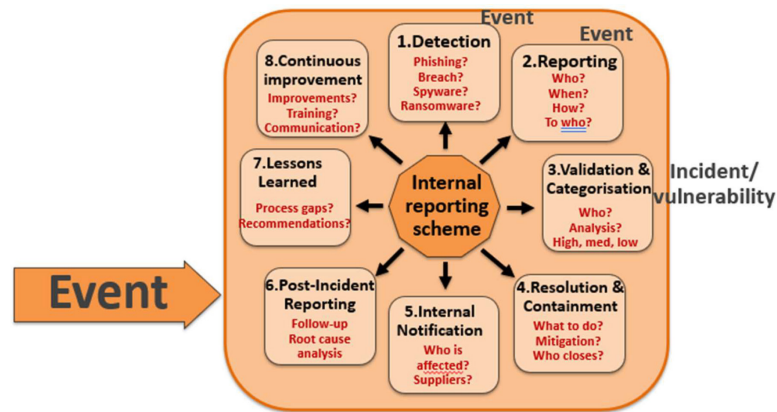 Event
Event
1.Detection
Phishing?
Breach?
Spyware?
Ransomware?
2.Reporting
Who?
When?
How?
To who?
3.Validation &
Categorisation
Who?
Analysis?
High, med, low
Incident/
vulnerability
4.Resolution &
Containment
What to do?
Mitigation?
Who closes?
5.Internal
Notification
Who is
affected?
Suppliers?
6.Post-Incident
Reporting
Follow-up
Root cause
analysis
7.Lessons
Learned
Process gaps?
Recommendations?
8.Continuous
improvement
Improvements?
Training?
Communication?
Internal
reporting
scheme
Event